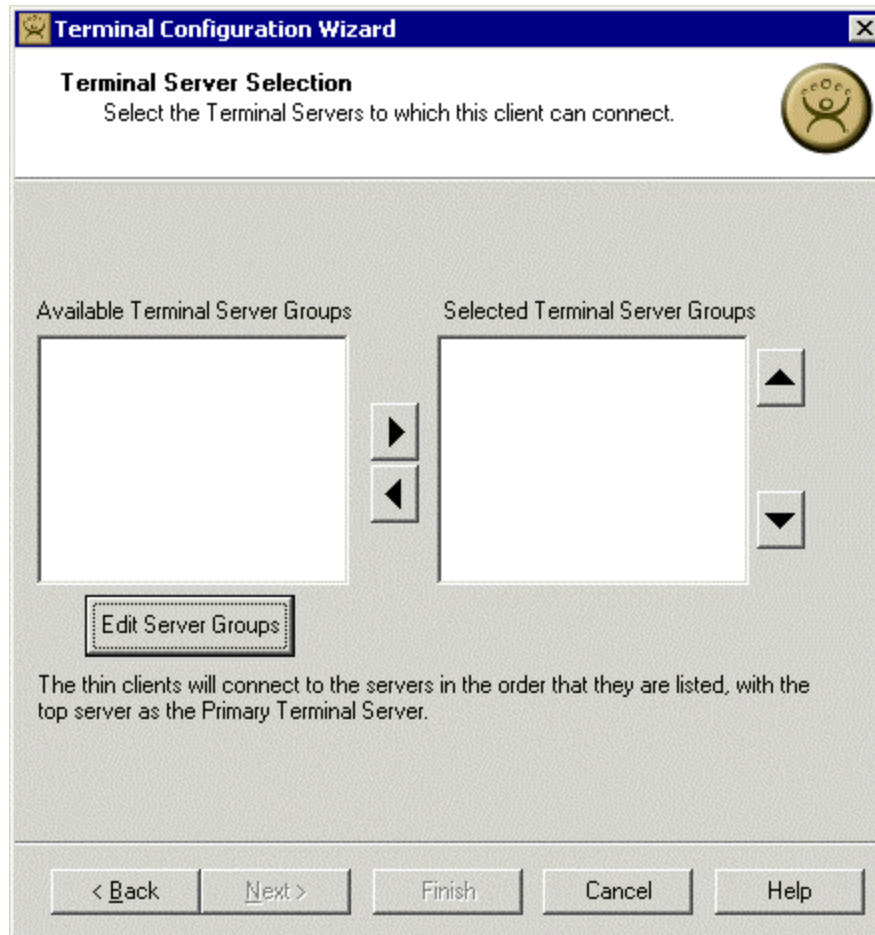 Terminal Configuration Wizard
Terminal Server Selection
Select the Terminal Servers to which this client can connect.
Available Terminal Server Groups
Selected Terminal Server Groups
Edit Server Groups
The thin clients will connect to the servers in the order that they are listed, with the
top server as the Primary Terminal Server.
< Back
Next >
Finish
Cancel
Help